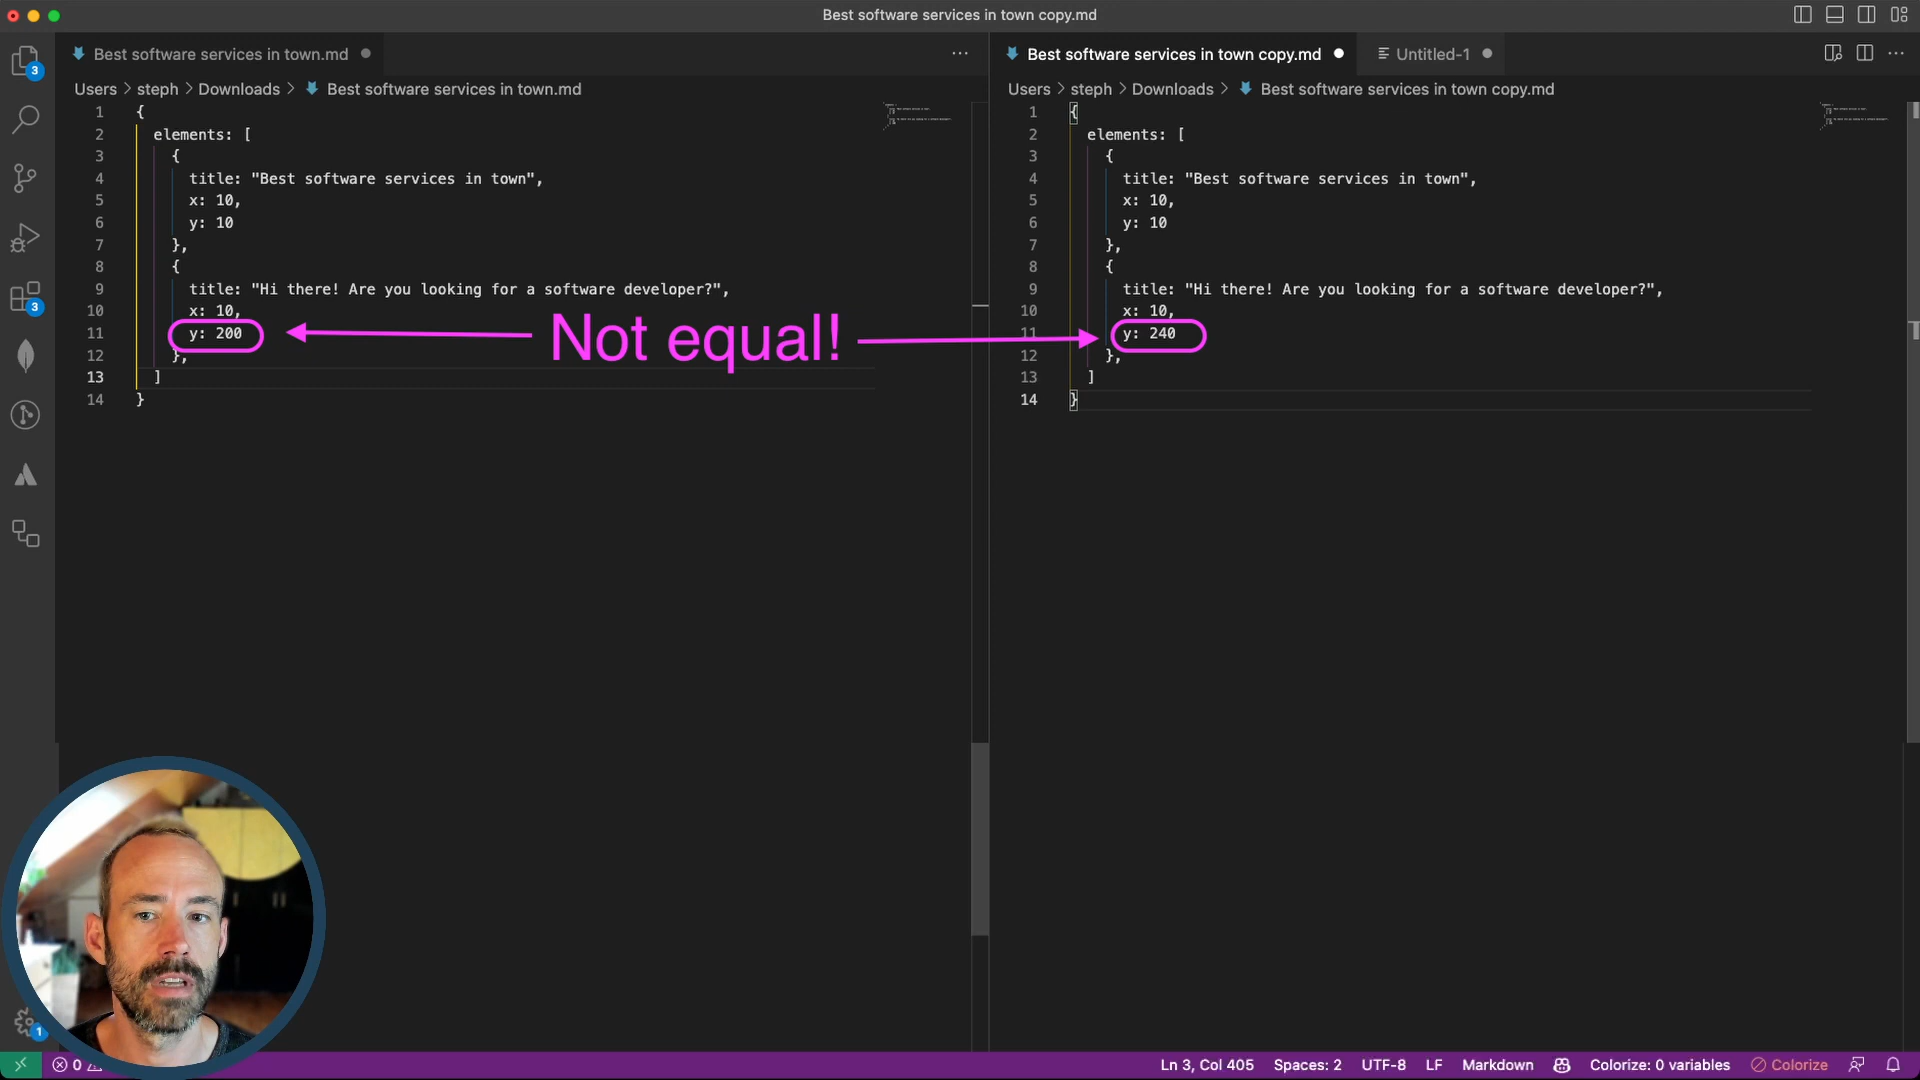 Best software services in town copy.md
Best software services in town.md
Users > steph > Downloads > Best software services in town.md
1 {
2 elements: [
3 {
4 title: "Best software services in town",
5 x: 10,
6 y: 10
7 },
8 {
9 title: "Hi there! Are you looking for a software developer?",
10 x: 10,
11 y: 200
12 },
13 ]
14 }
Not equal!
Best software services in town copy.md
Untitled-1
Users > steph > Downloads > Best software services in town copy.md
1 {
2 elements: [
3 {
4 title: "Best software services in town",
5 x: 10,
6 y: 10
7 },
8 {
9 title: "Hi there! Are you looking for a software developer?",
10 x: 10,
11 y: 240
12 },
13 ]
14 }
3
3
1
0
Ln 3, Col 405 Spaces: 2 UTF-8 LF Markdown Colorize: 0 variables Colorize